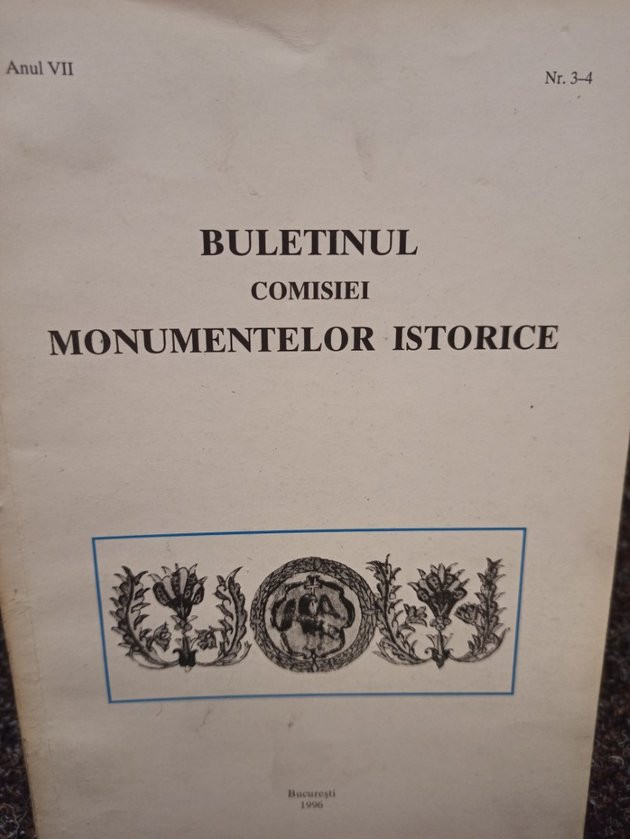 Anul VII
Nr. 3–4
BULETINUL
COMISIEI
MONUMENTELOR ISTORICE
București
1996